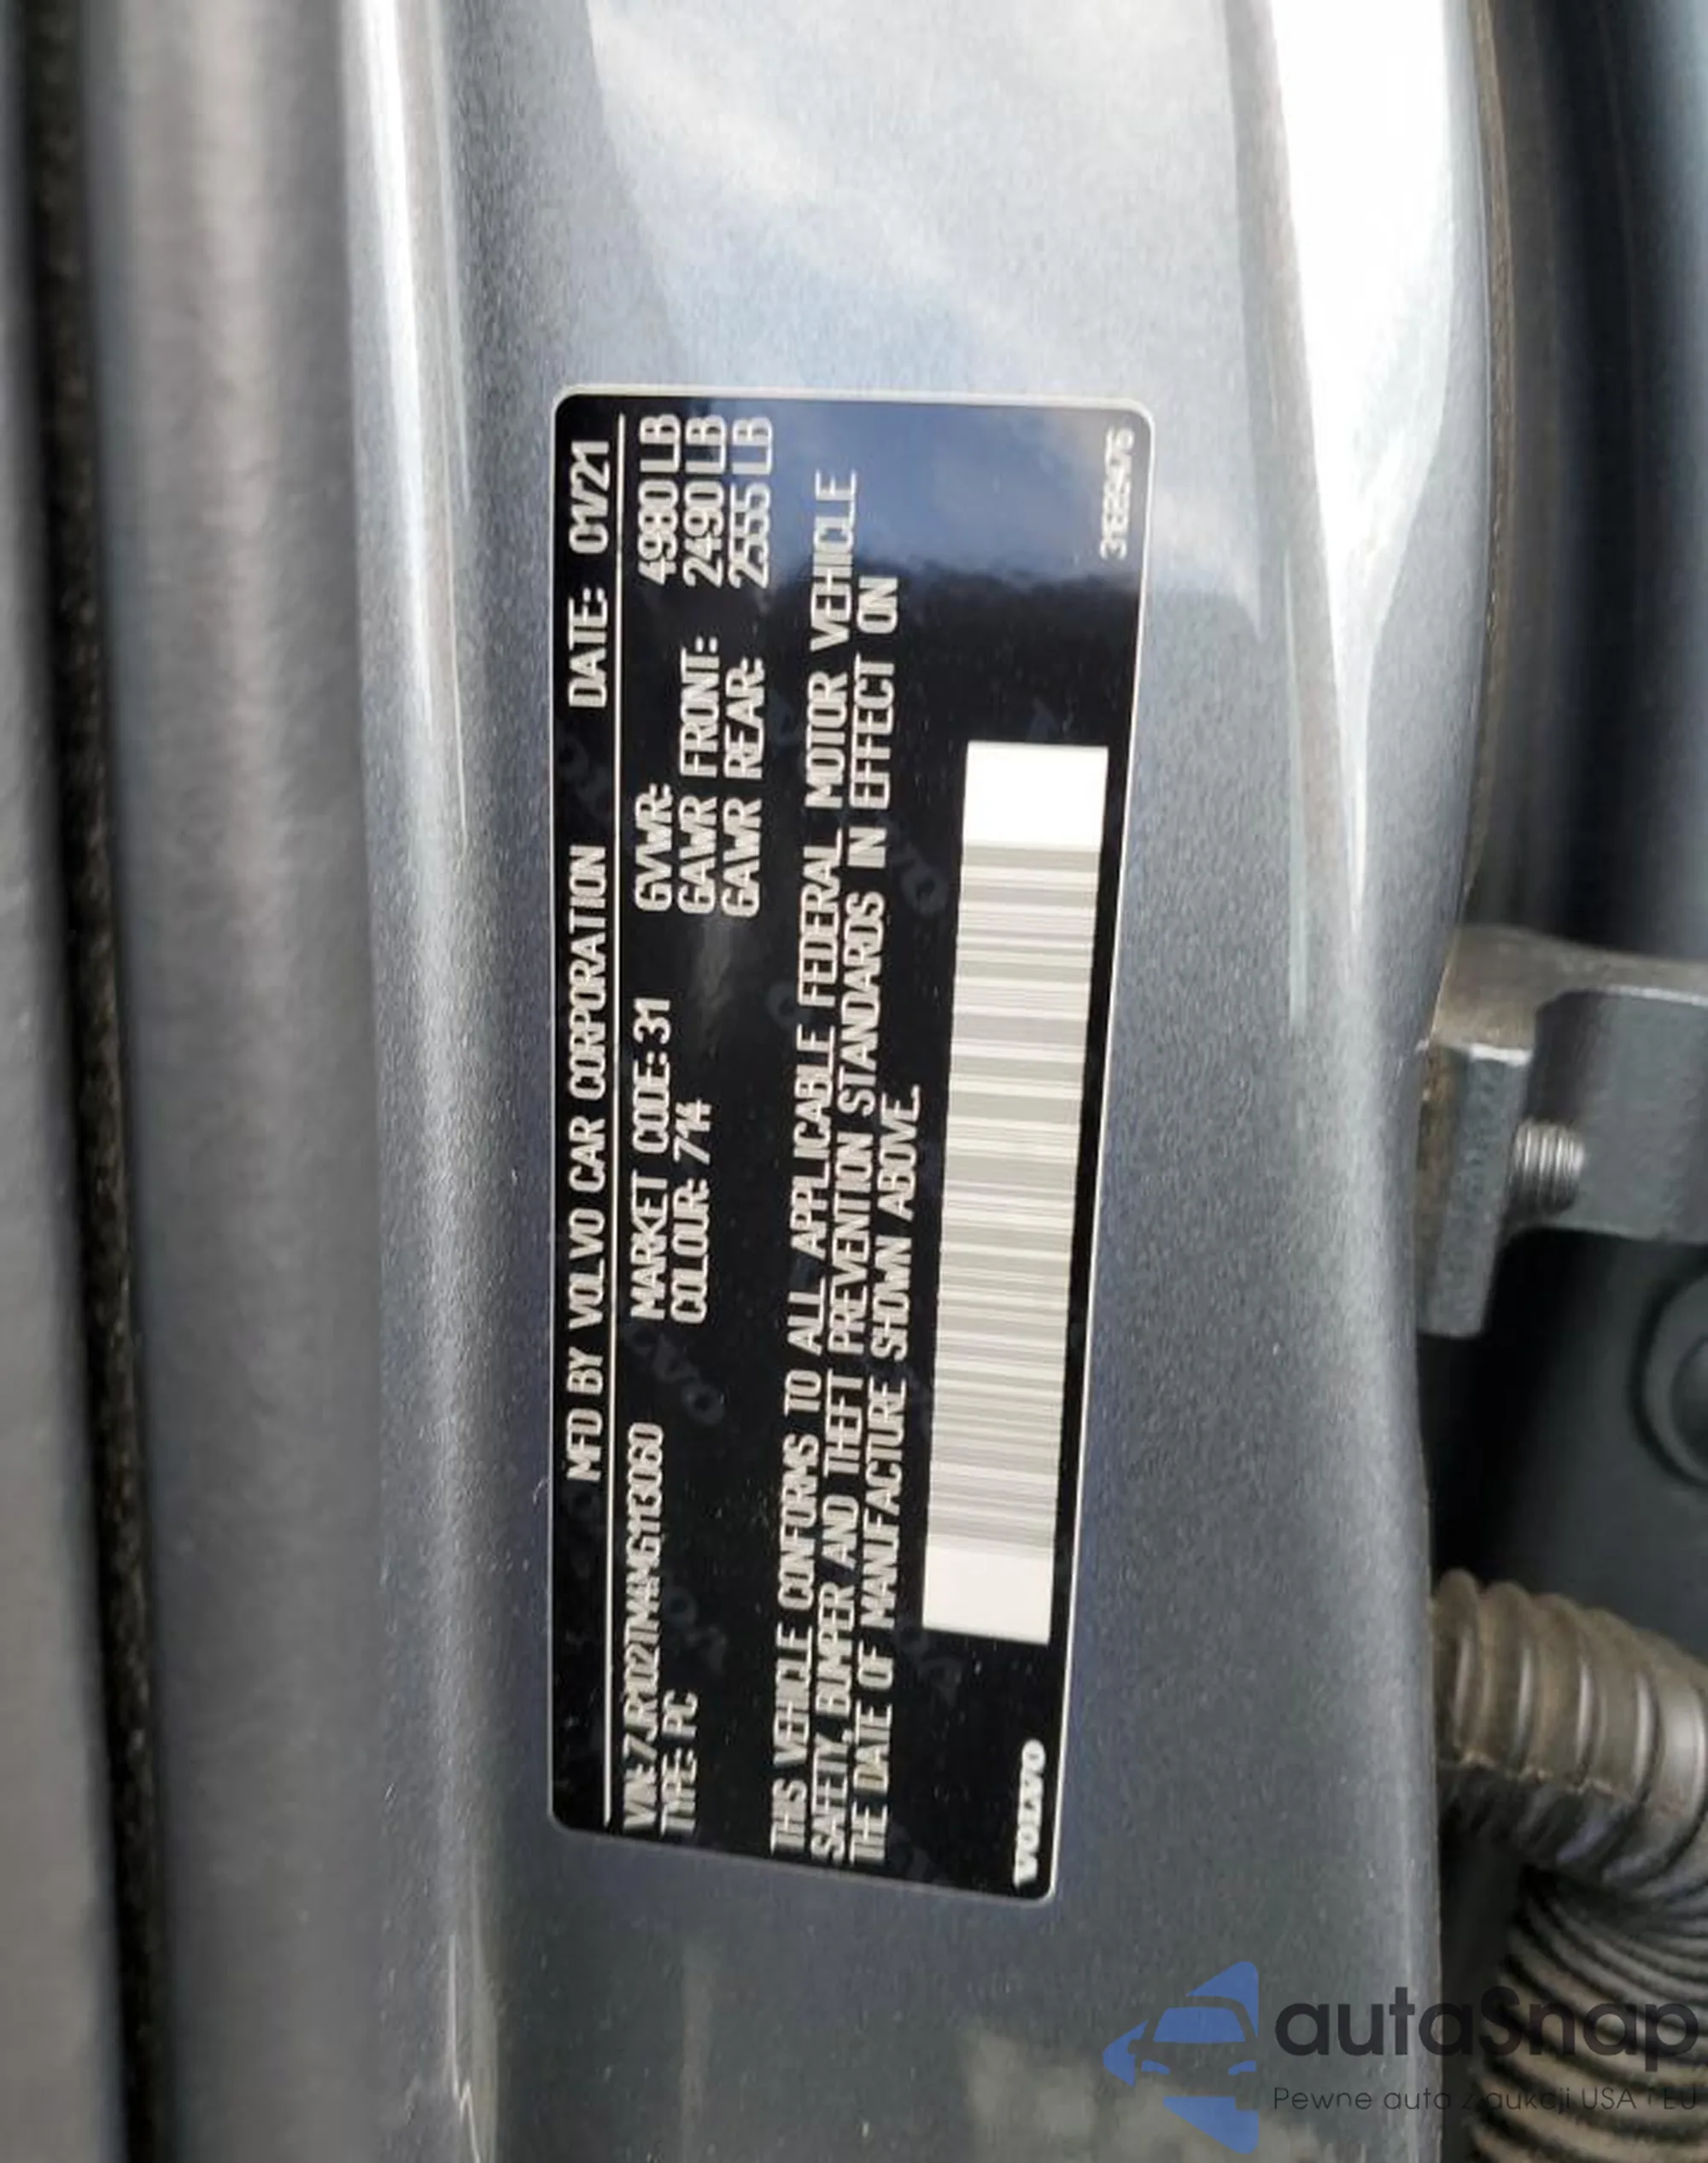 MFD BY VOLVO CAR CORPORATION DATE: 01/21
VIN: 7JR102TM4MG113060 MARKET CODE: 31 GVWR: 4980 LB
TYPE: PC COLOUR: 714 GAWR FRONT: 2490 LB
GAWR REAR: 2555 LB
THIS VEHICLE CONFORMS TO ALL APPLICABLE FEDERAL MOTOR VEHICLE
SAFETY, BUMPER AND THEFT PREVENTION STANDARDS IN EFFECT ON
THE DATE OF MANUFACTURE SHOWN ABOVE.
VOLVO
autaSnap
Pewne auta z aukcji USA i EU